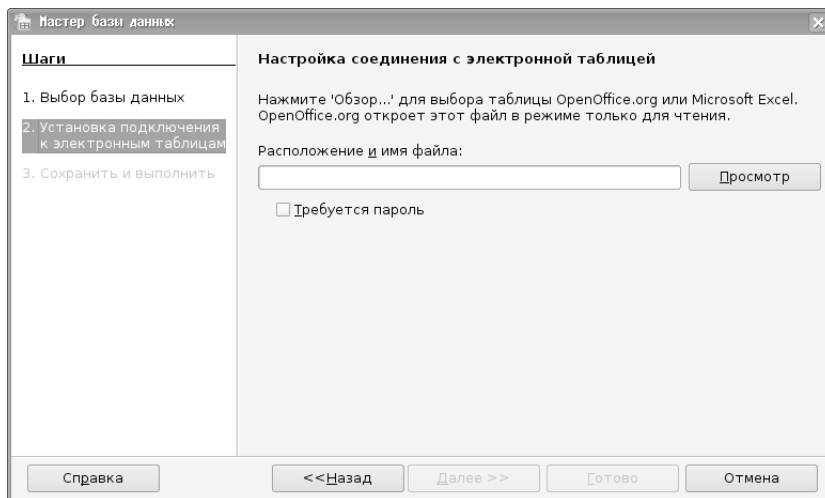 Мастер базы данных
Шаги
1. Выбор базы данных
2. Установка подключения
к электронным таблицам
3. Сохранить и выполнить
Настройка соединения с электронной таблицей
Нажмите 'Обзор...' для выбора таблицы OpenOffice.org или Microsoft Excel.
OpenOffice.org откроет этот файл в режиме только для чтения.
Расположение и имя файла:
Просмотр
Требуется пароль
Справка
<<Назад
Далее >>
Готово
Отмена